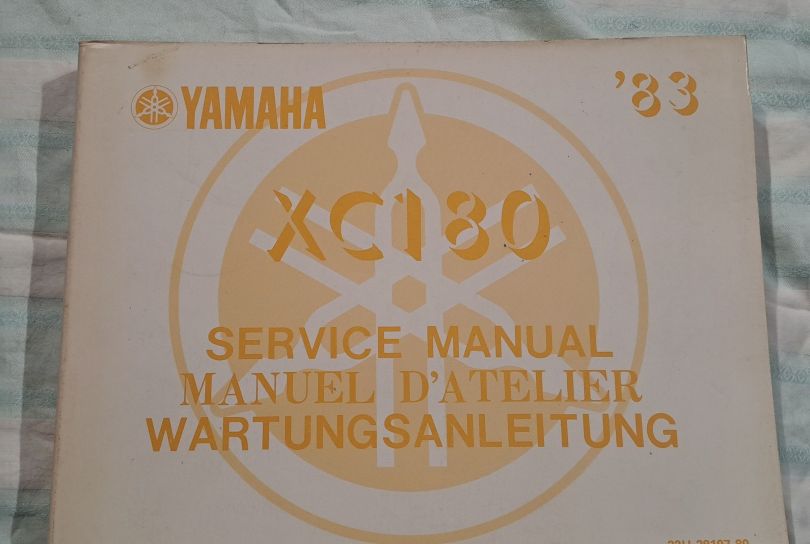 YAMAHA
'83
XC180
SERVICE MANUAL
MANUEL D'ATELIER
WARTUNGSANLEITUNG